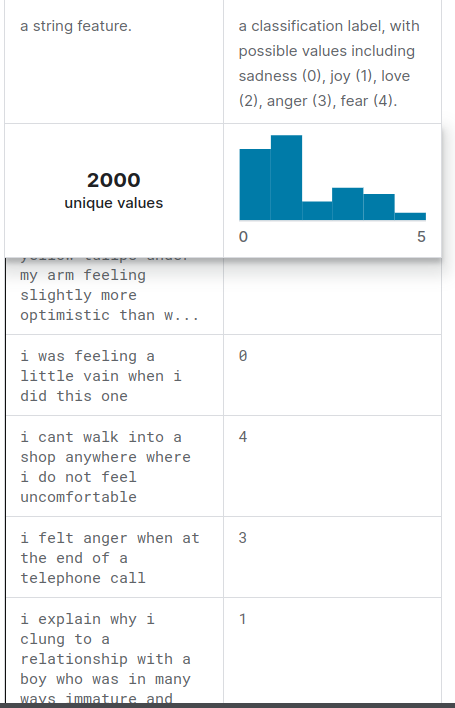 a string feature.
a classification label, with
possible values including
sadness (0), joy (1), love
(2), anger (3), fear (4).
2000
unique values
0
5
yellow tulips under
my arm feeling
slightly more
optimistic than w...
i was feeling a
little vain when i
did this one
0
i cant walk into a
shop anywhere where
i do not feel
uncomfortable
4
i felt anger when at
the end of a
telephone call
3
i explain why i
clung to a
relationship with a
boy who was in many
ways immature and
1